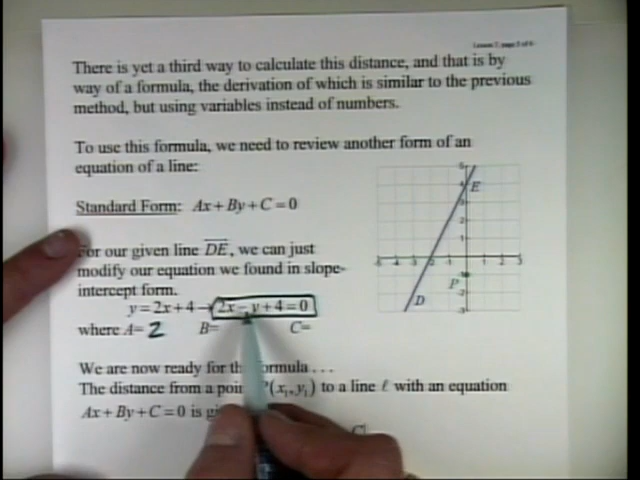 There is yet a third way to calculate this distance, and that is by
way of a formula, the derivation of which is similar to the previous
method, but using variables instead of numbers.
To use this formula, we need to review another form of an
equation of a line:
Standard Form: Ax + By + C = 0
For our given line DE, we can just
modify our equation we found in slope-
intercept form.
y = 2x + 4 → 2x − y + 4 = 0
where A= 2 B= C=
E
P
D
We are now ready for the formula . . .
The distance from a point P(x₁, y₁) to a line ℓ with an equation
Ax + By + C = 0 is